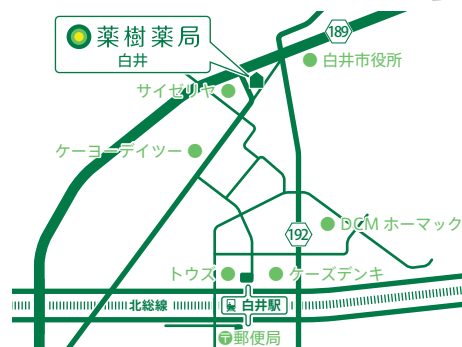 薬樹薬局
白井
189
白井市役所
サイゼリヤ
ケーヨーデイツー
DCM ホーマック
192
トウズ
ケーズデンキ
北総線
白井駅
〒郵便局